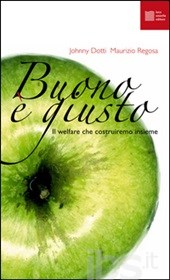 Johnny Dotti Maurizio Regosa
Buono
è giusto
Il welfare che costruiremo insieme